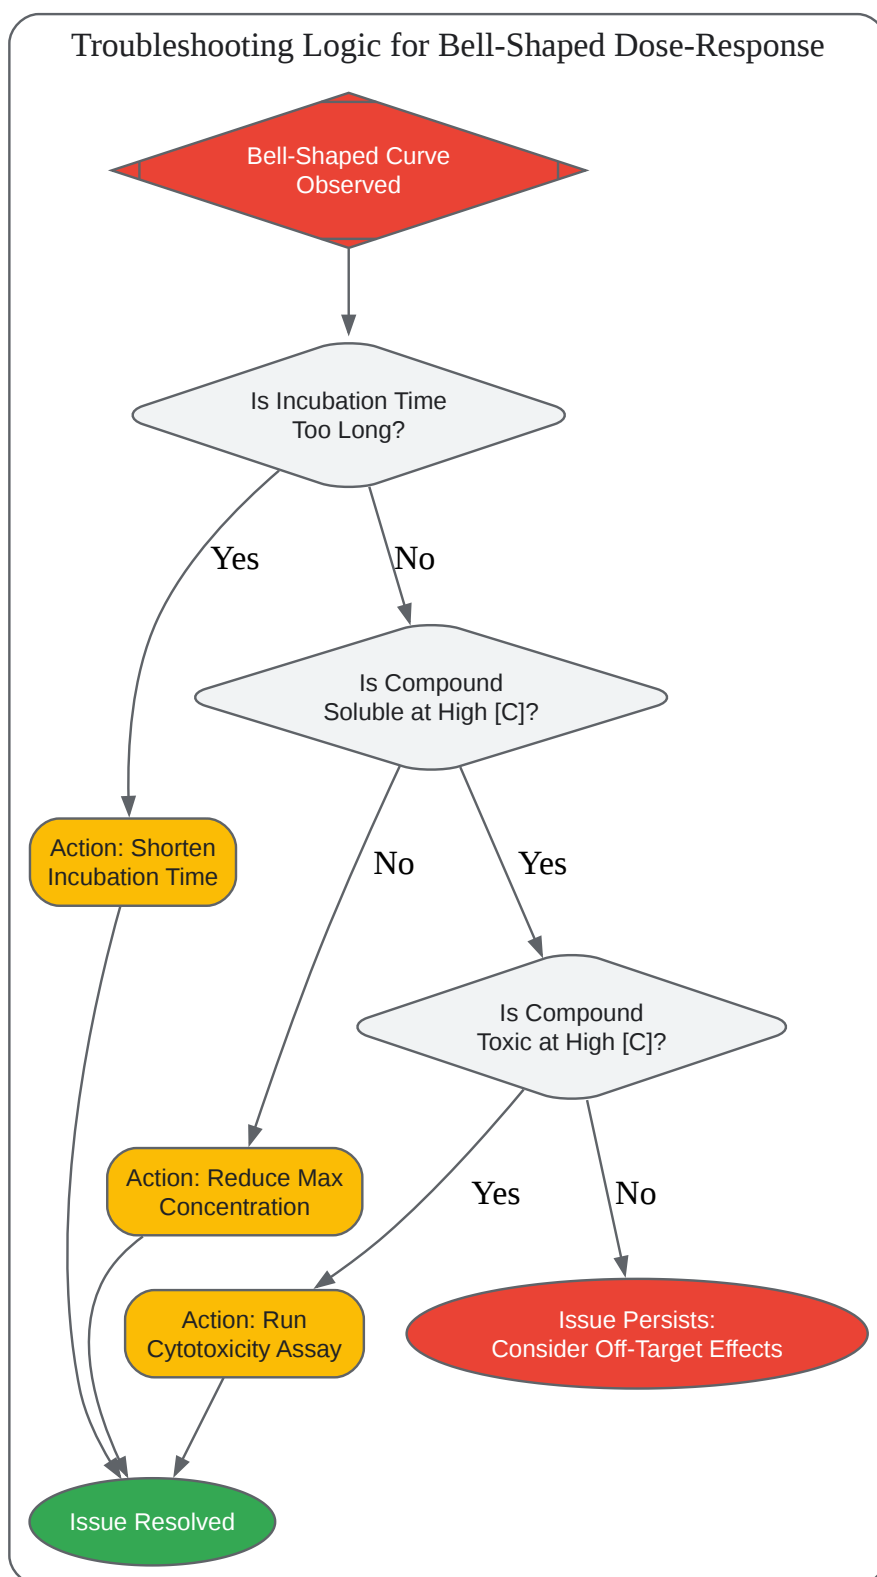 Troubleshooting Logic for Bell-Shaped Dose-Response
Bell-Shaped Curve
Observed
Is Incubation Time
Too Long?
Yes
No
Is Compound
Soluble at High [C]?
Action: Shorten
Incubation Time
No
Yes
Is Compound
Toxic at High [C]?
Action: Reduce Max
Concentration
Yes
No
Action: Run
Cytotoxicity Assay
Issue Persists:
Consider Off-Target Effects
Issue Resolved